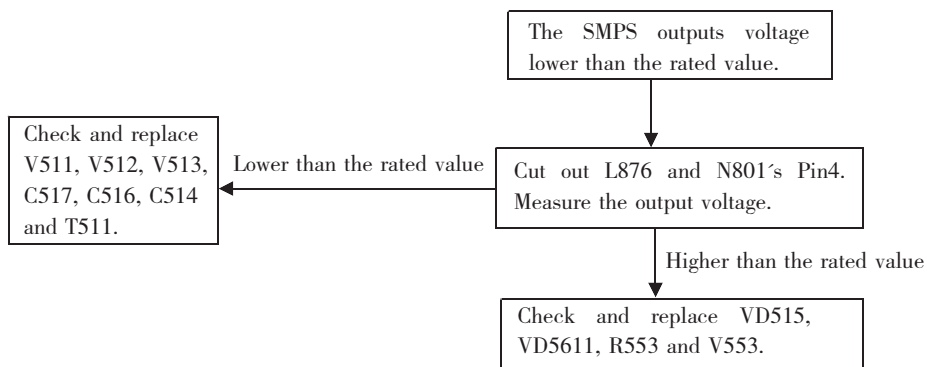 The SMPS outputs voltage
lower than the rated value.
Check and replace
V511, V512, V513,
C517, C516, C514
and T511.
Lower than the rated value
Cut out L876 and N801´s Pin4.
Measure the output voltage.
Higher than the rated value
Check and replace VD515,
VD5611, R553 and V553.